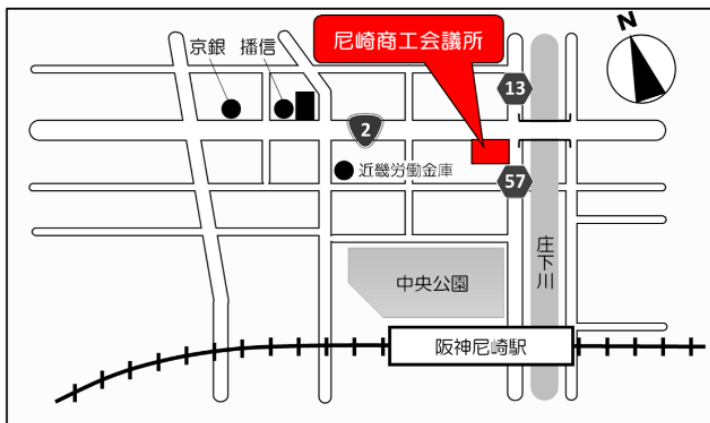 尼崎商工会議所
N
京銀 播信
13
2
近畿労働金庫
57
庄下川
中央公園
阪神尼崎駅